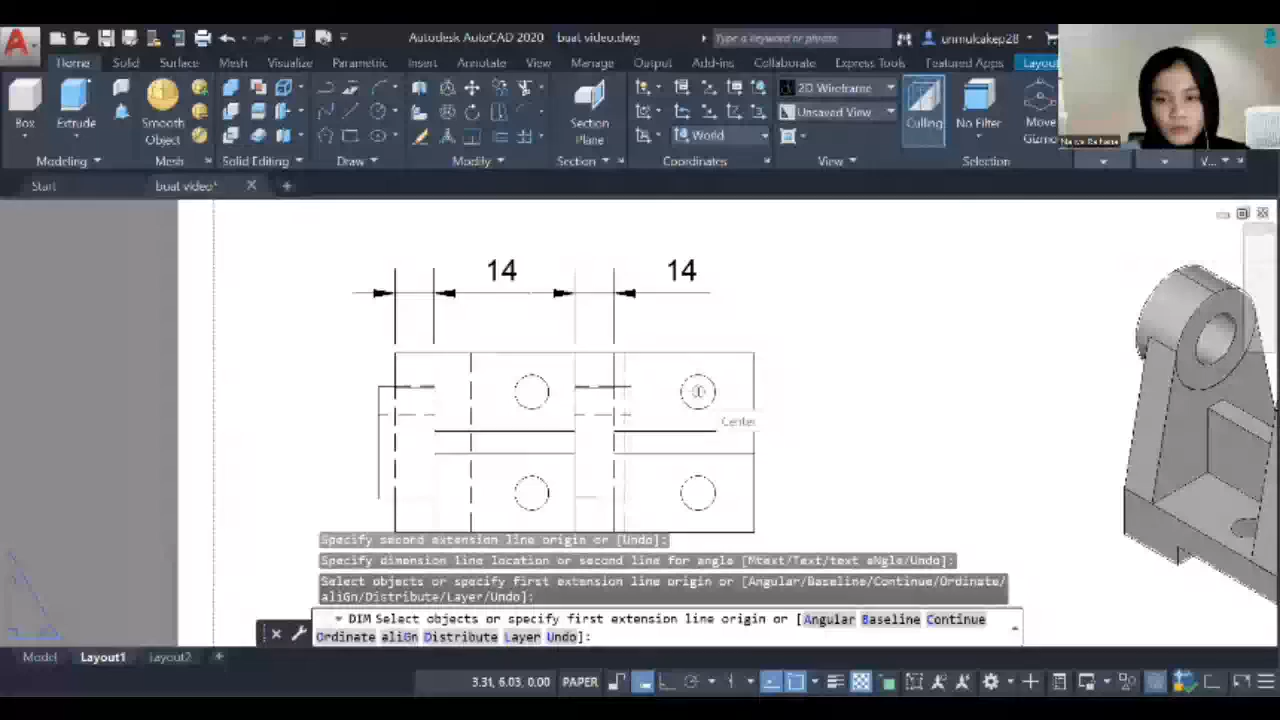 Autodesk AutoCAD 2020 buat video.dwg Type a keyword or phrase unmulcakep28
Home Solid Surface Mesh Visualize Parametric Insert Annotate View Manage Output Add-ins Collaborate Express Tools Featured Apps Layou
Box Extrude Smooth Object Section Plane 2D Wireframe Unsaved View World Culling No Filter Move Gizmo
Modeling Mesh Solid Editing Draw Modify Section Coordinates View Selection V...
Start buat video*
14 14
Center
Specify second extension line origin or [Undo]:
Specify dimension line location or second line for angle [Mtext/Text/text aNgle/Undo]:
Select objects or specify first extension line origin or [Angular/Baseline/Continue/Ordinate/
aliGn/Distribute/Layer/Undo]:
DIM Select objects or specify first extension line origin or [Angular Baseline Continue
Ordinate aliGn Distribute Layer Undo]:
Model Layout1 Layout2 +
3.31, 6.03, 0.00 PAPER